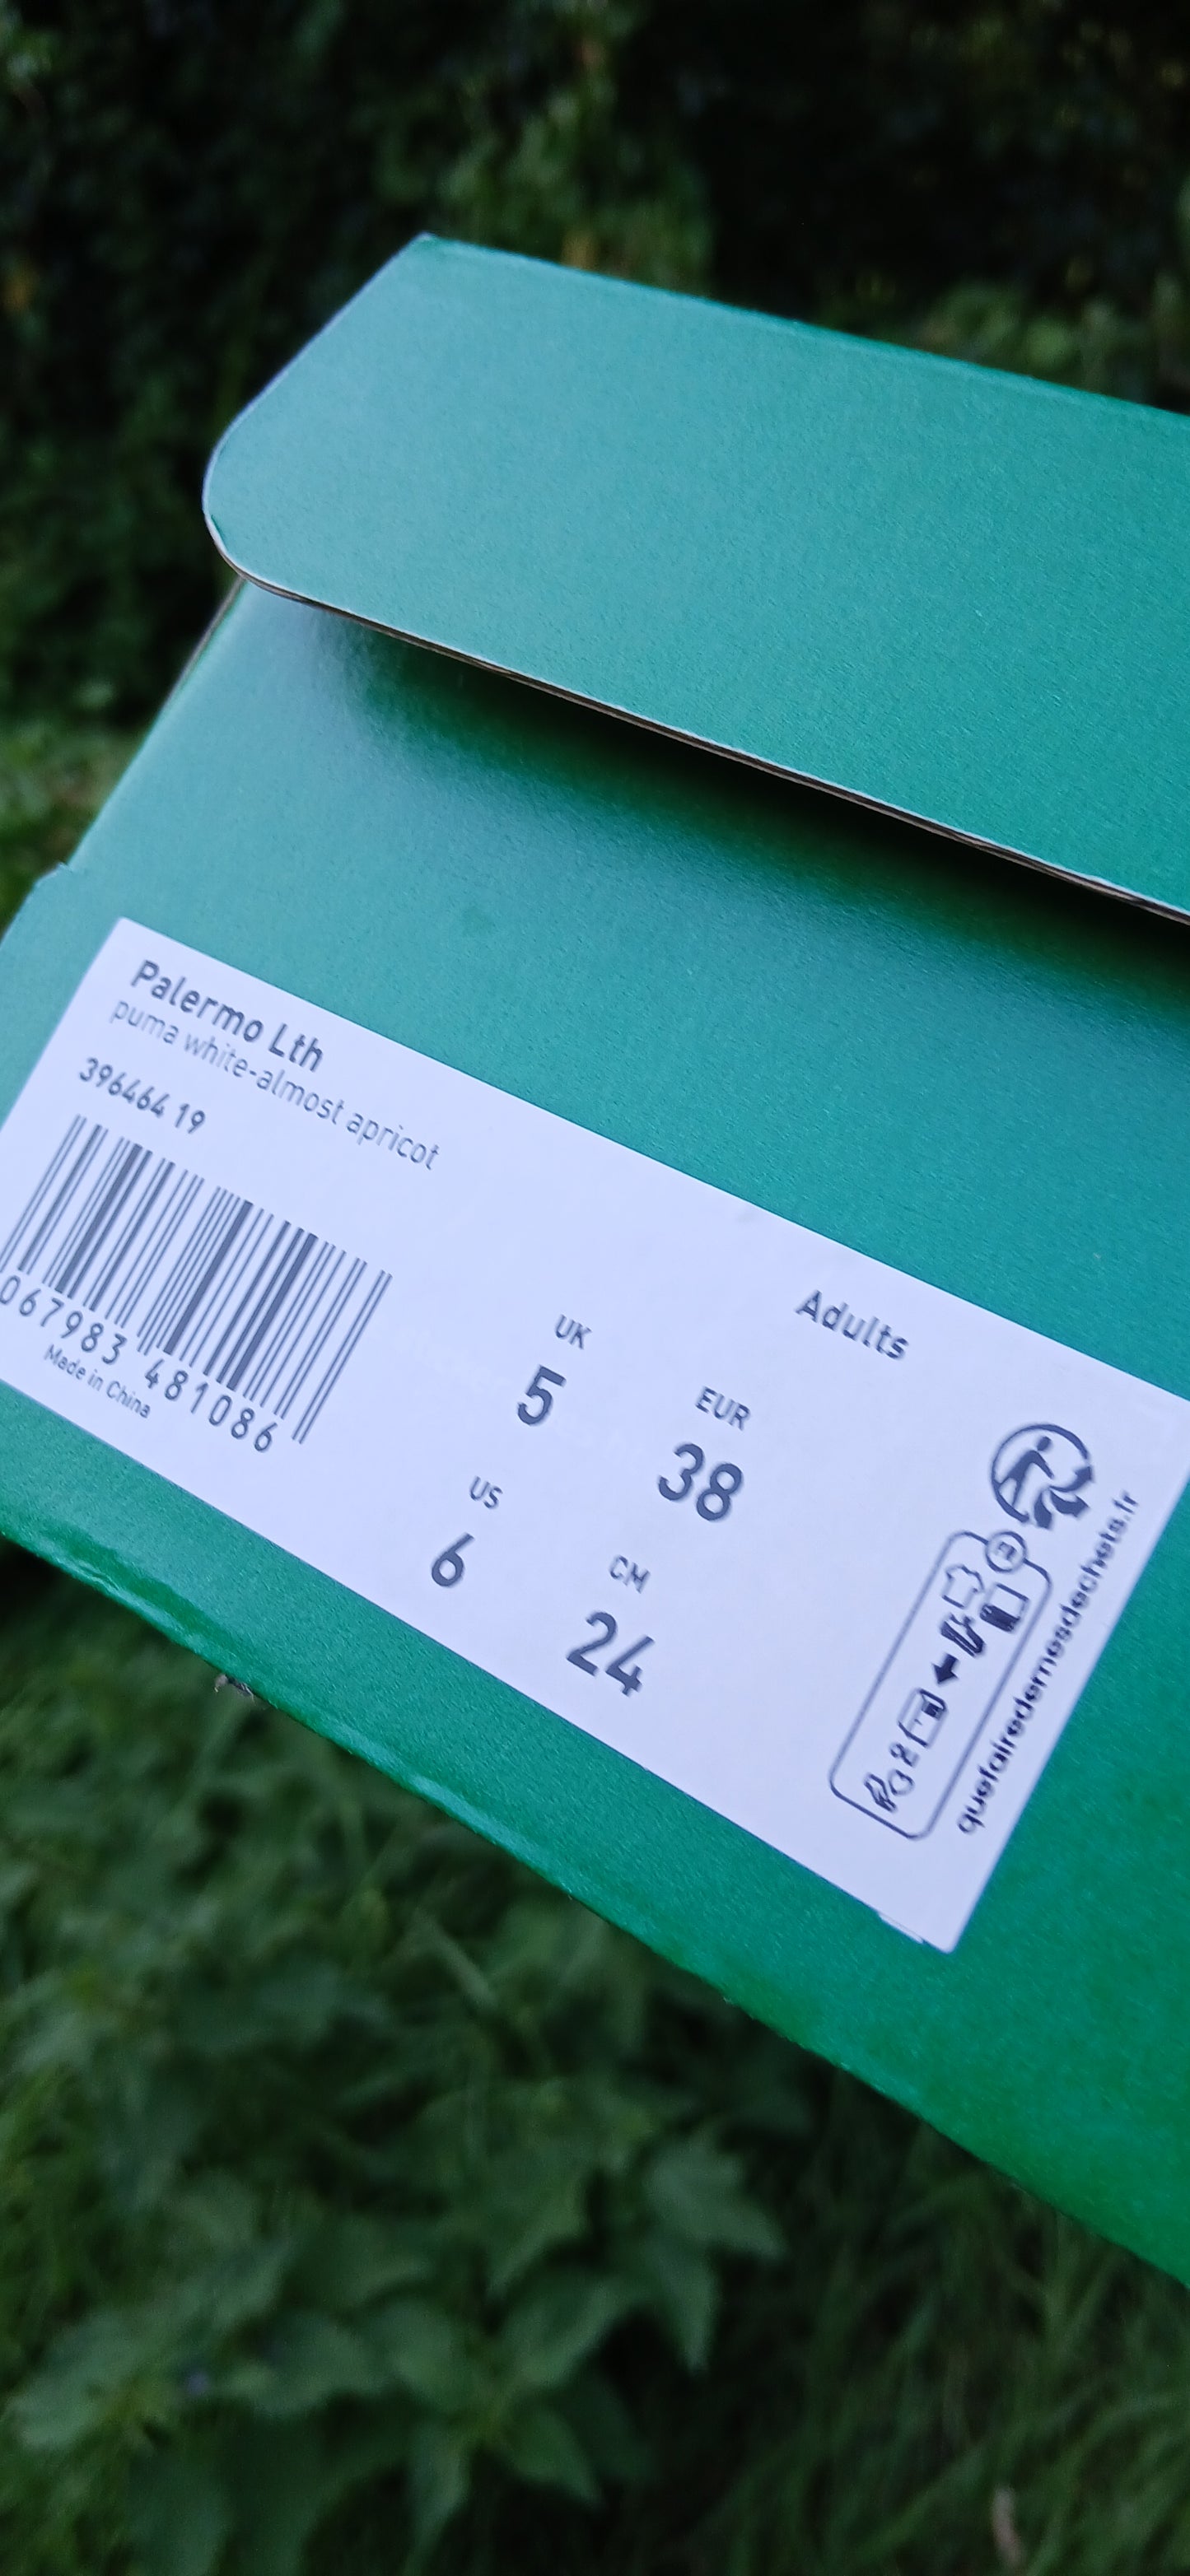 Palermo Lth
puma white-almost apricot
396464 19
067983 481086
Made in China
Adults
UK
5
EUR
38
US
6
CM
24
quefairedemesdechets.fr